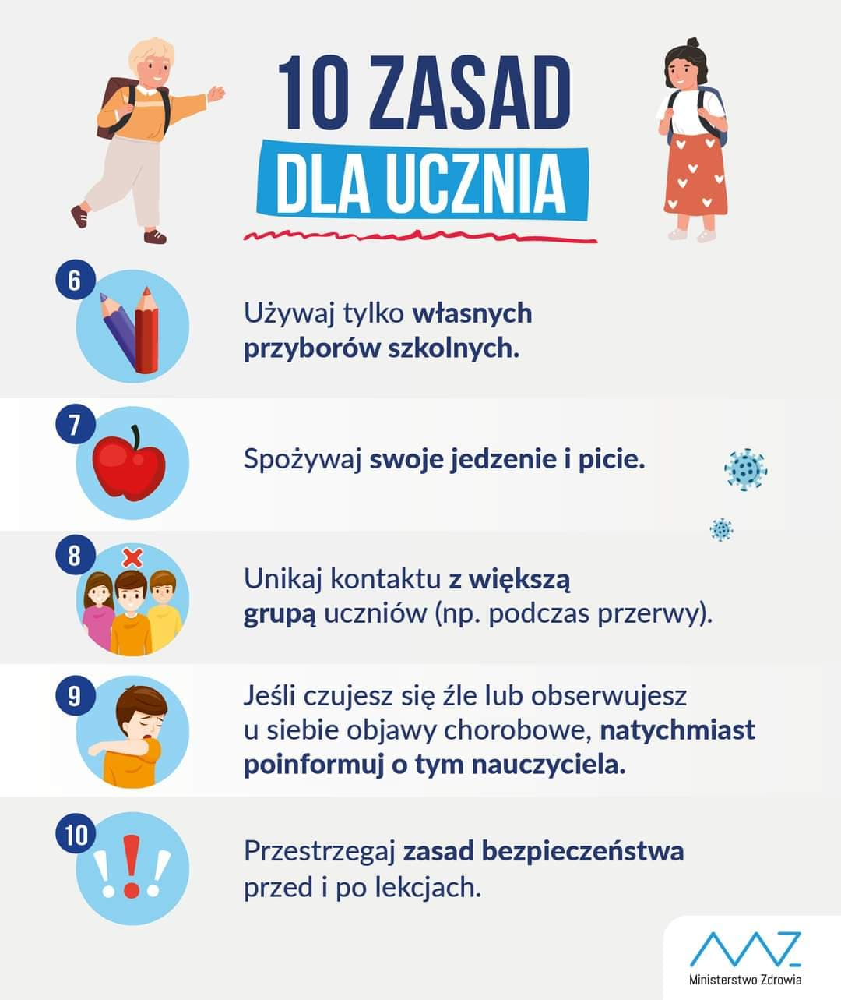 10 ZASAD
DLA UCZNIA
6
Używaj tylko własnych
przyborów szkolnych.
7
Spożywaj swoje jedzenie i picie.
8
Unikaj kontaktu z większą
grupą uczniów (np. podczas przerwy).
9
Jeśli czujesz się źle lub obserwujesz
u siebie objawy chorobowe, natychmiast
poinformuj o tym nauczyciela.
10
Przestrzegaj zasad bezpieczeństwa
przed i po lekcjach.
MZ
Ministerstwo Zdrowia